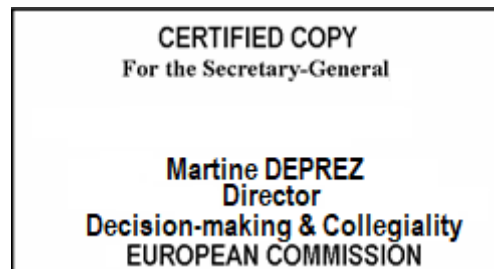 CERTIFIED COPY
For the Secretary-General
Martine DEPREZ
Director
Decision-making & Collegiality
EUROPEAN COMMISSION